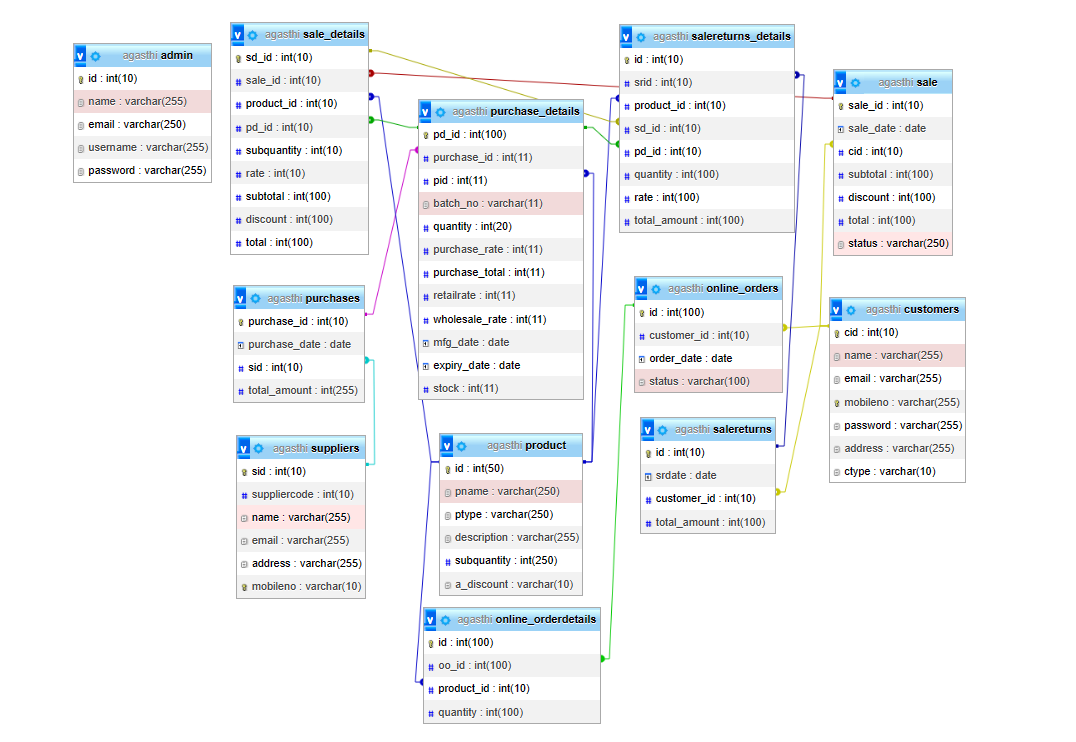 agasthi admin
id : int(10)
name : varchar(255)
email : varchar(250)
username : varchar(255)
password : varchar(255)
agasthi sale_details
sd_id : int(10)
sale_id : int(10)
product_id : int(10)
pd_id : int(10)
subquantity : int(10)
rate : int(10)
subtotal : int(100)
discount : int(100)
total : int(100)
agasthi purchase_details
pd_id : int(100)
purchase_id : int(11)
pid : int(11)
batch_no : varchar(11)
quantity : int(20)
purchase_rate : int(11)
purchase_total : int(11)
retailrate : int(11)
wholesale_rate : int(11)
mfg_date : date
expiry_date : date
stock : int(11)
agasthi salereturns_details
id : int(10)
srid : int(10)
product_id : int(10)
sd_id : int(10)
pd_id : int(10)
quantity : int(100)
rate : int(100)
total_amount : int(100)
agasthi sale
sale_id : int(10)
sale_date : date
cid : int(10)
subtotal : int(100)
discount : int(100)
total : int(100)
status : varchar(250)
agasthi purchases
purchase_id : int(10)
purchase_date : date
sid : int(10)
total_amount : int(255)
agasthi online_orders
id : int(100)
customer_id : int(10)
order_date : date
status : varchar(100)
agasthi customers
cid : int(10)
name : varchar(255)
email : varchar(255)
mobileno : varchar(255)
password : varchar(255)
address : varchar(255)
ctype : varchar(10)
agasthi suppliers
sid : int(10)
suppliercode : int(10)
name : varchar(255)
email : varchar(255)
address : varchar(255)
mobileno : varchar(10)
agasthi product
id : int(50)
pname : varchar(250)
ptype : varchar(250)
description : varchar(255)
subquantity : int(250)
a_discount : varchar(10)
agasthi salereturns
id : int(10)
srdate : date
customer_id : int(10)
total_amount : int(100)
agasthi online_orderdetails
id : int(100)
oo_id : int(100)
product_id : int(10)
quantity : int(100)